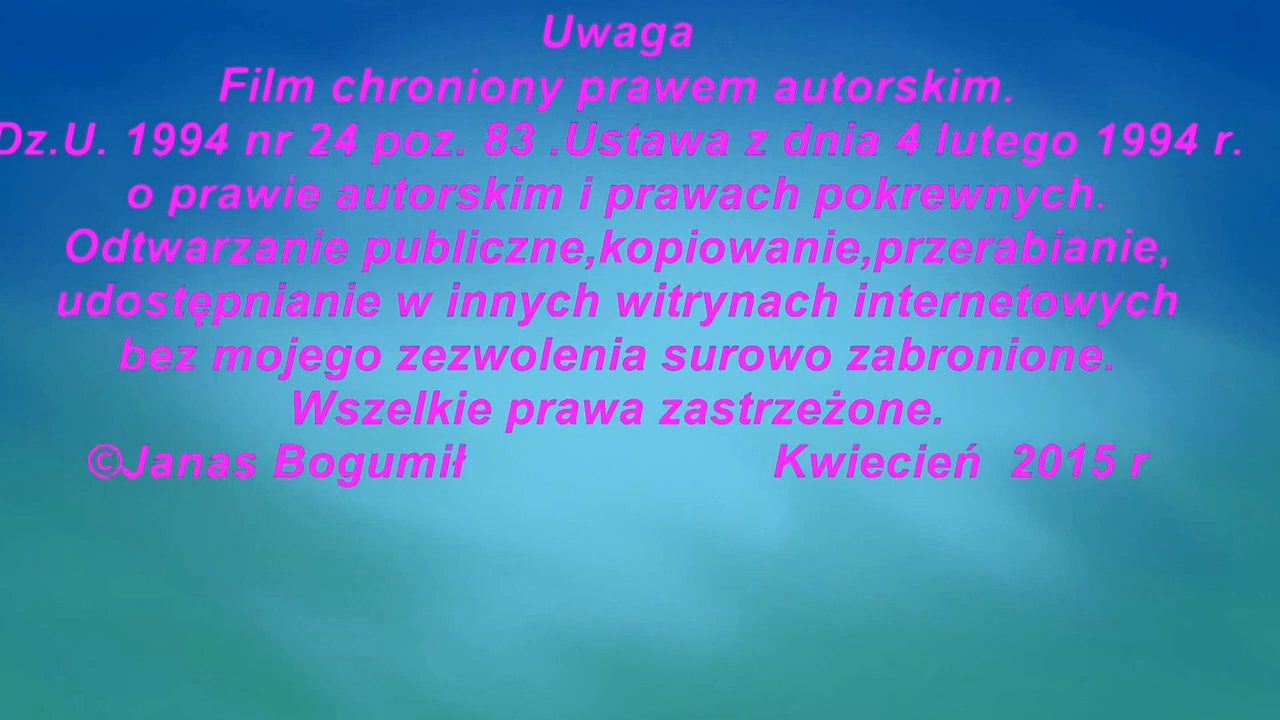 Uwaga
Film chroniony prawem autorskim.
Dz.U. 1994 nr 24 poz. 83 .Ustawa z dnia 4 lutego 1994 r.
o prawie autorskim i prawach pokrewnych.
Odtwarzanie publiczne,kopiowanie,przerabianie,
udostępnianie w innych witrynach internetowych
bez mojego zezwolenia surowo zabronione.
Wszelkie prawa zastrzeżone.
©Janas Bogumił Kwiecień 2015 r